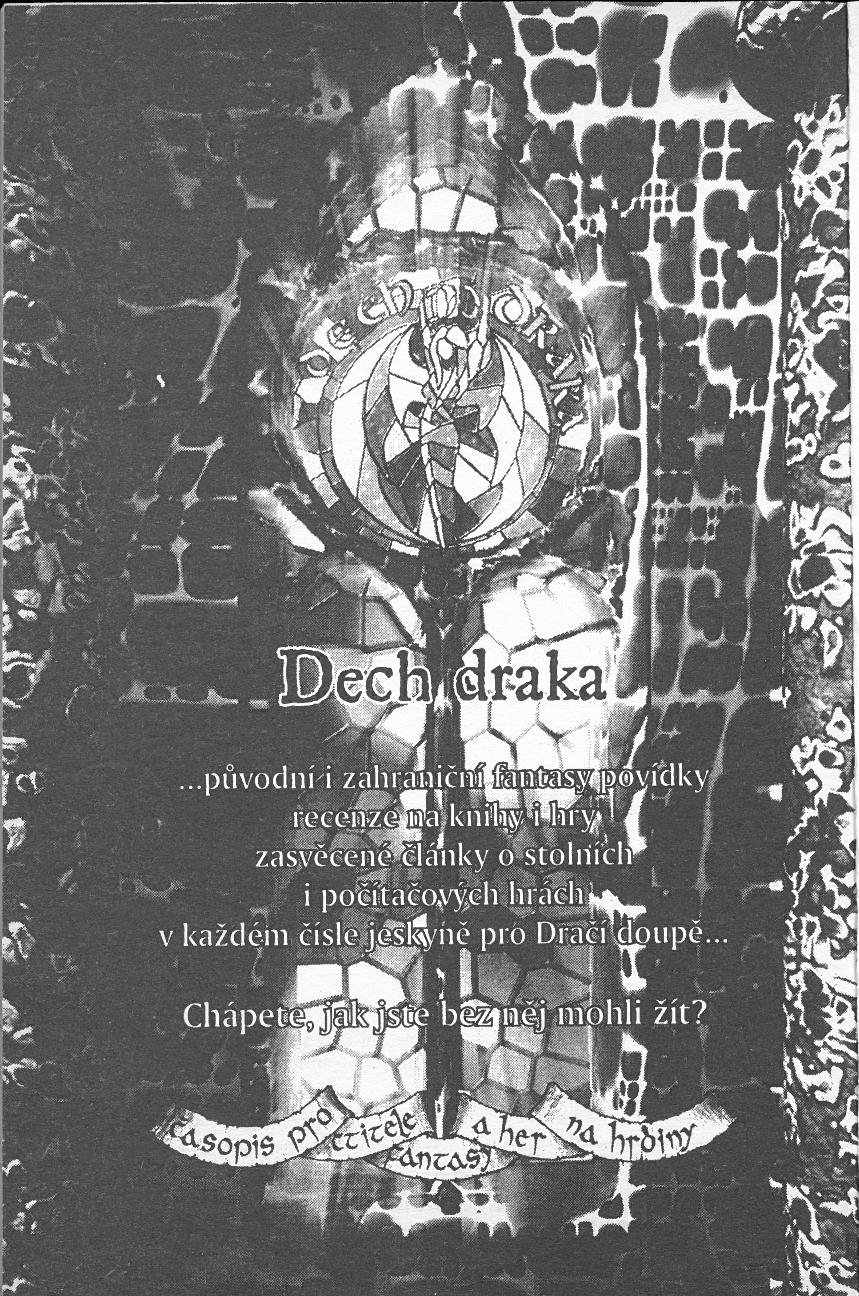 Dech Draka
Dech draka
...původní i zahraniční fantasy povídky
recenze na knihy i hry
zasvěcené články o stolních
i počítačových hrách
v každém čísle jeskyně pro Dračí doupě...
Chápete, jak jste bez něj mohli žít?
časopis pro ctitele fantasy a her na hrdiny